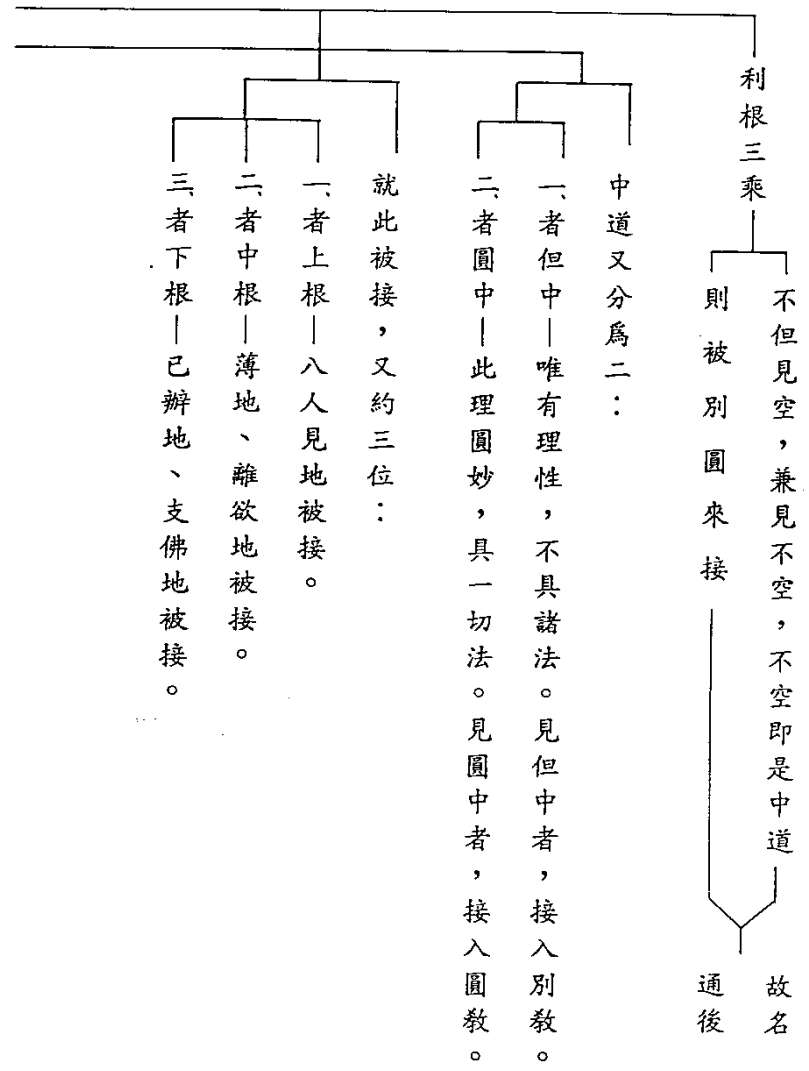 利根三乘
不但見空，兼見不空，不空即是中道
則被別圓來接
故名
通後
中道又分爲二：
一、者但中—唯有理性，不具諸法。見但中者，接入別教。
二、者圓中—此理圓妙，具一切法。見圓中者，接入圓教。
就此被接，又約三位：
一、者上根—八人見地被接。
二、者中根—薄地、離欲地被接。
三、者下根—已辦地、支佛地被接。